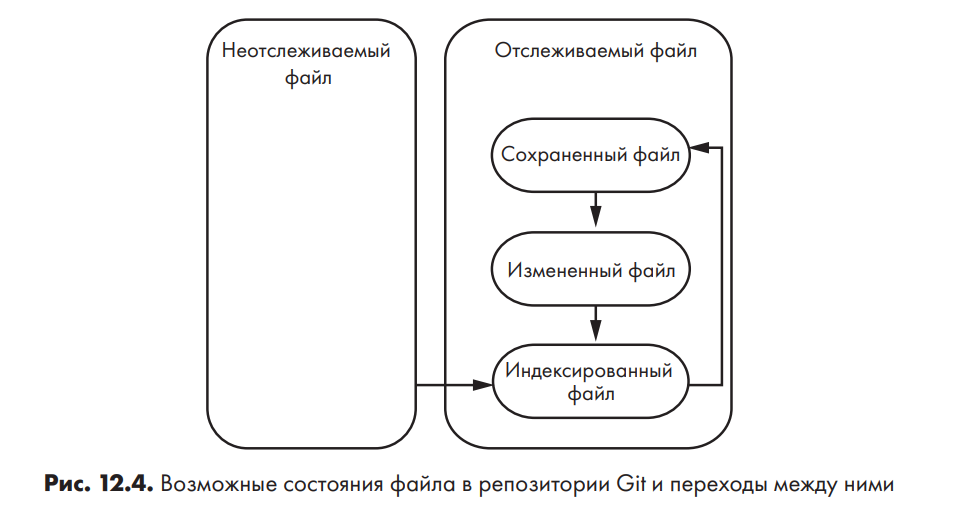 Неотслеживаемый
файл
Отслеживаемый файл
Сохраненный файл
Измененный файл
Индексированный
файл
Рис. 12.4. Возможные состояния файла в репозитории Git и переходы между ними